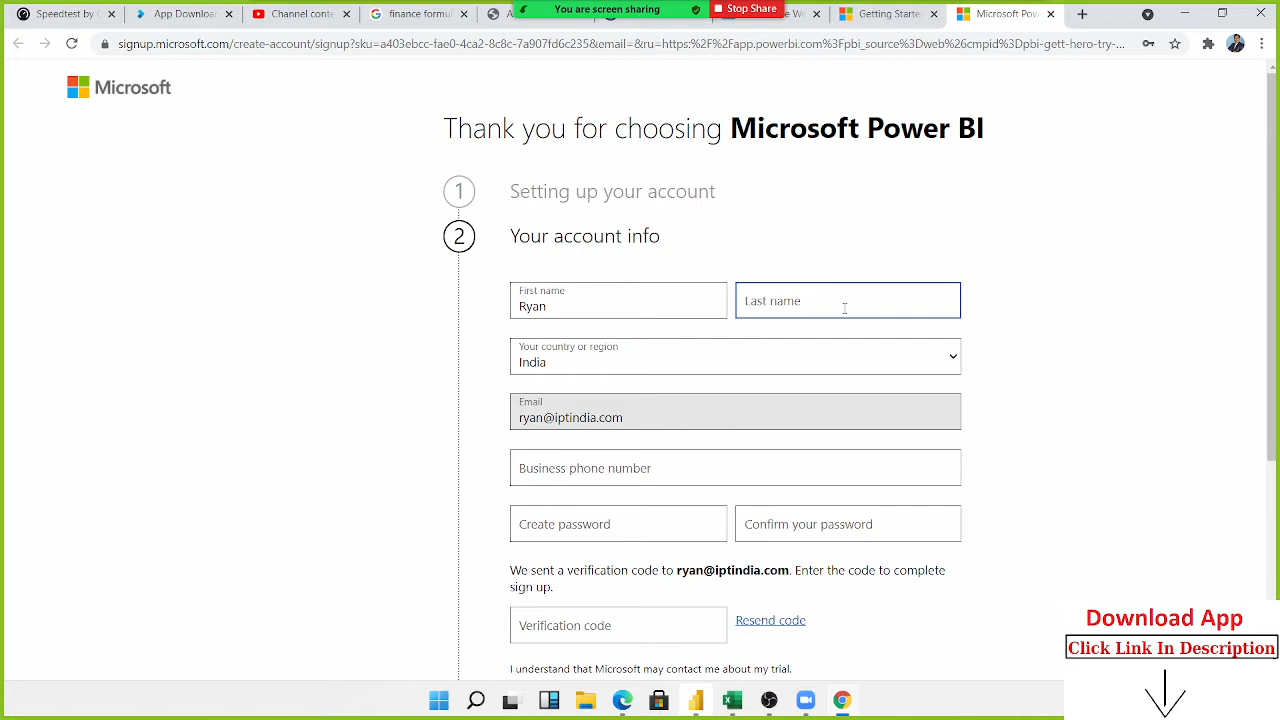 Speedtest by E
App Download
Channel conte
finance formul
You are screen sharing
Stop Share
Getting Starte
Microsoft Pow
signup.microsoft.com/create-account/signup?sku=a403ebcc-fae0-4ca2-8c8c-7a907fd6c235&email=&ru=https:%2F%2Fapp.powerbi.com%2F%3Fpbi_source%3Dweb%26cmpid%3Dpbi-gett-hero-try-...
Microsoft
Thank you for choosing Microsoft Power BI
1 Setting up your account
2 Your account info
First name
Ryan
Last name
Your country or region
India
Email
ryan@iptindia.com
Business phone number
Create password
Confirm your password
We sent a verification code to ryan@iptindia.com. Enter the code to complete
sign up.
Verification code
Resend code
I understand that Microsoft may contact me about my trial.
Download App
Click Link In Description